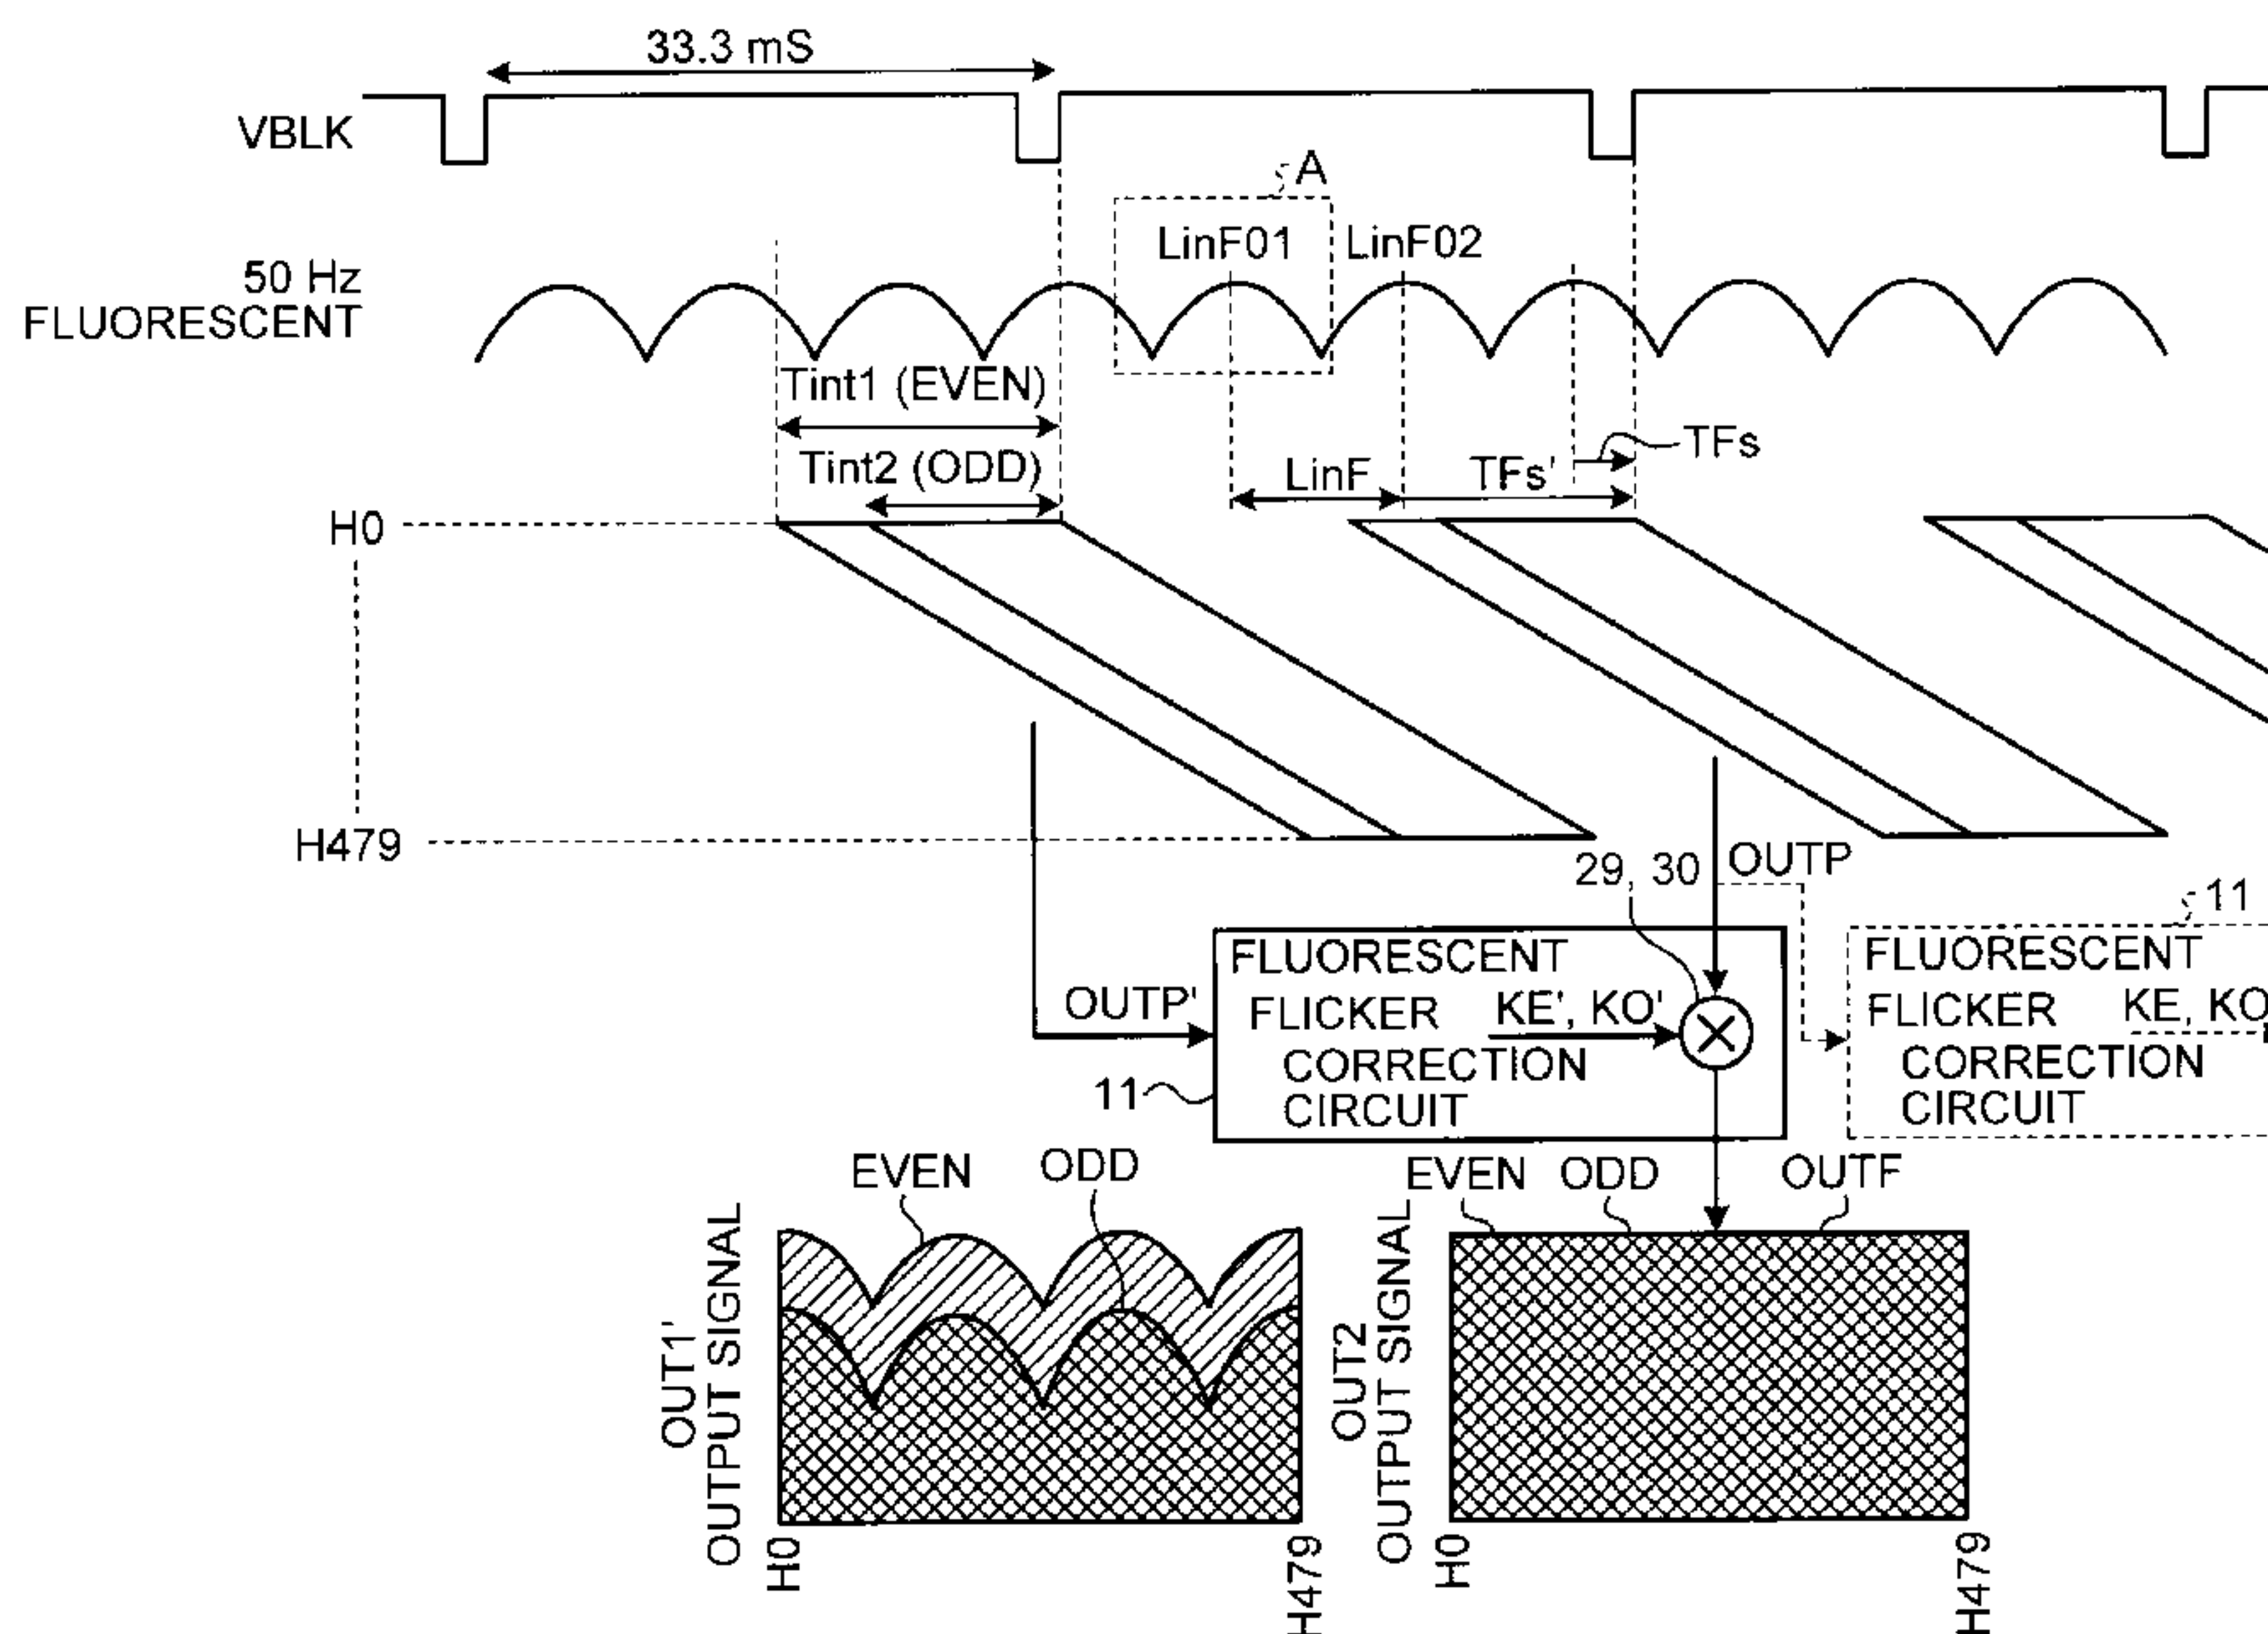 33.3 mS
VBLK
A
LinF01
LinF02
50 Hz
FLUORESCENT
Tint1 (EVEN)
Tint2 (ODD)
LinF
TFs'
TFs
H0
H479
29, 30
OUTP
11
FLUORESCENT
FLICKER
KE', KO'
CORRECTION
CIRCUIT
OUTP'
11
FLUORESCENT
FLICKER
KE, KO
CORRECTION
CIRCUIT
EVEN
ODD
OUT1'
OUTPUT SIGNAL
H0
H479
EVEN
ODD
OUTF
OUT2
OUTPUT SIGNAL
H0
H479